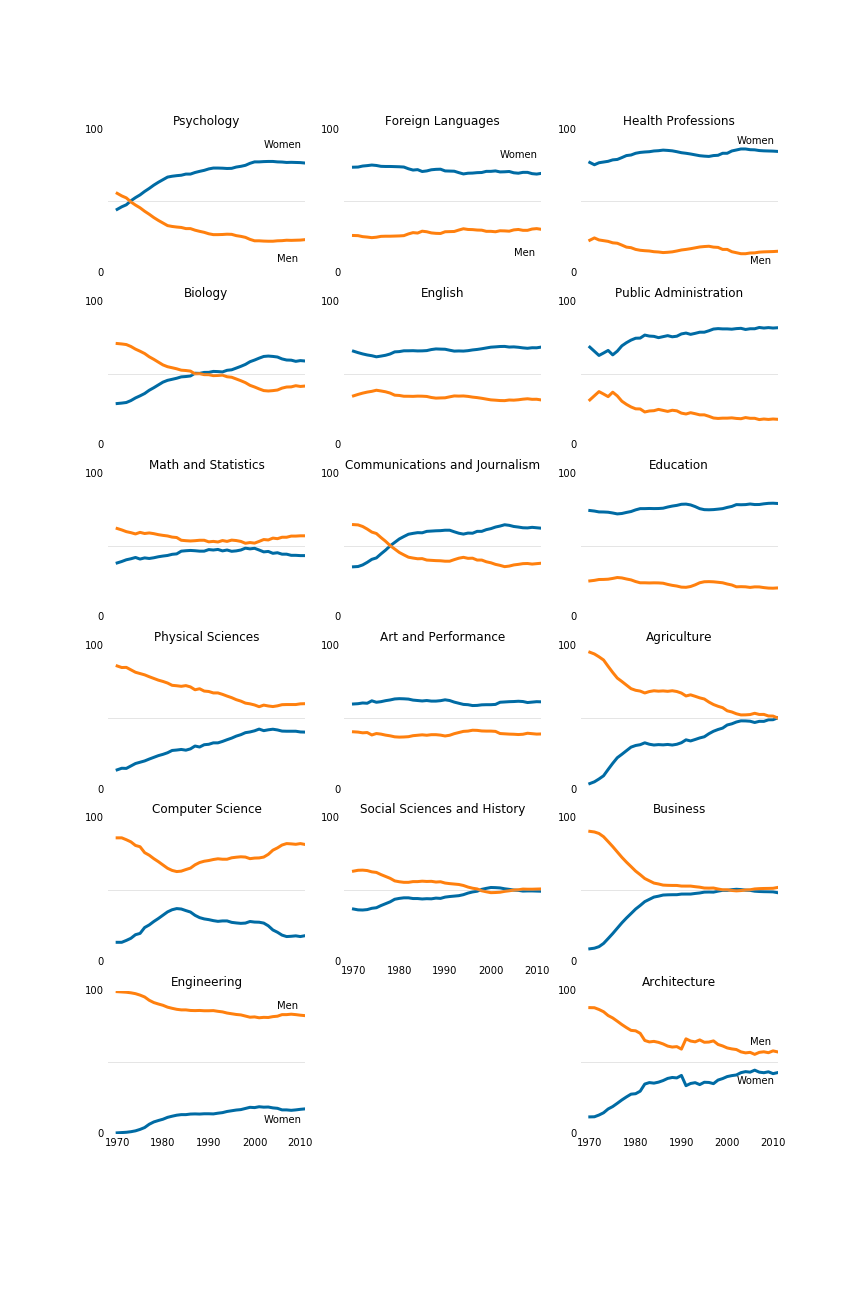 Psychology
Foreign Languages
Health Professions
100
Women
100
Women
100
Women
Men
Men
Men
0
0
0
Biology
English
Public Administration
100
100
100
0
0
0
Math and Statistics
Communications and Journalism
Education
100
100
100
0
0
0
Physical Sciences
Art and Performance
Agriculture
100
100
100
0
0
0
Computer Science
Social Sciences and History
Business
100
100
100
0
0
0
1970 1980 1990 2000 2010
Engineering
Architecture
100
Men
100
Men
Women
Women
0
0
1970 1980 1990 2000 2010
1970 1980 1990 2000 2010